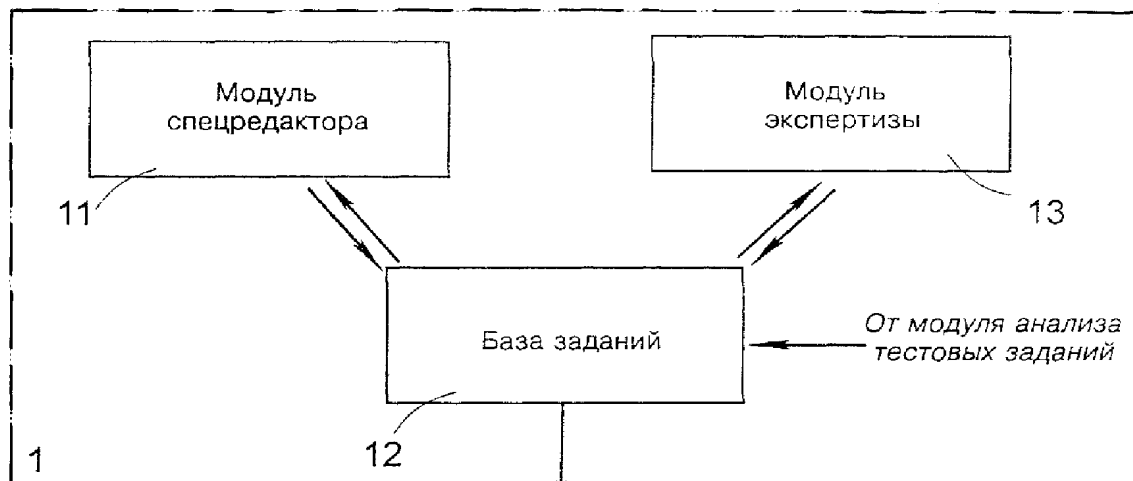 Модуль
спецредактора
Модуль
экспертизы
11
13
База заданий
От модуля анализа
тестовых заданий
12
1